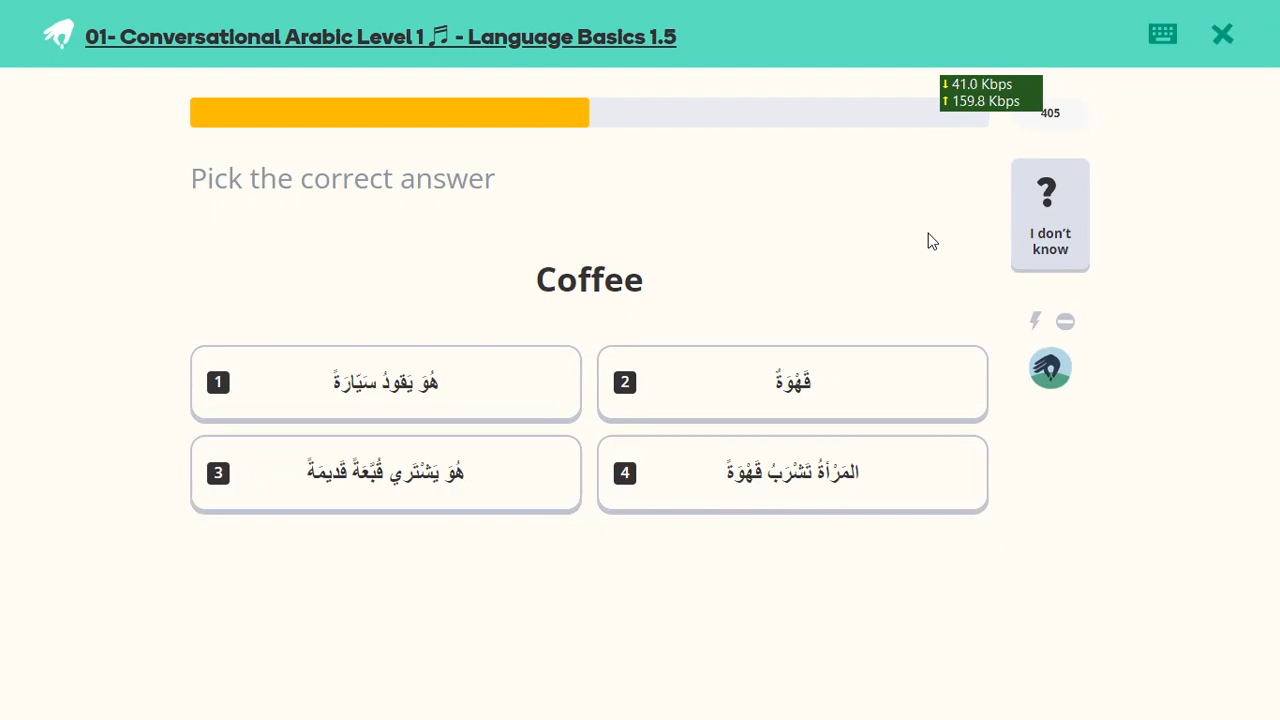 01- Conversational Arabic Level 1 🎵 - Language Basics 1.5
↓ 41.0 Kbps
↑ 159.8 Kbps
405
Pick the correct answer
?
I don't
know
Coffee
1 هُوَ يَقودُ سَيّارَةً
2 قَهْوَةٌ
3 هُوَ يَشْتَري قُبَّعَةً قَديمَةً
4 المَرْأةُ تَشْرَبُ قَهْوَةً